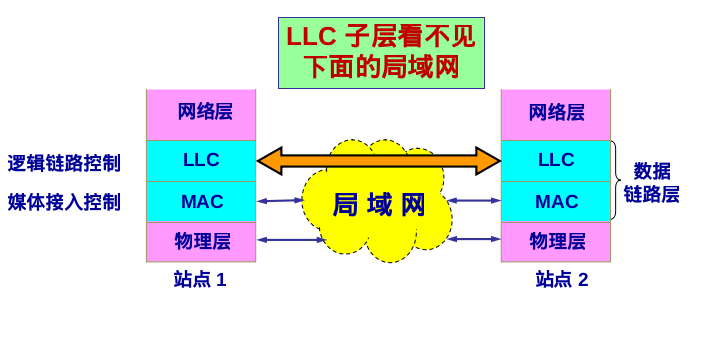 LLC 子层看不见
下面的局域网
网络层
网络层
逻辑链路控制
LLC
LLC
数据
链路层
媒体接入控制
MAC
局 域 网
MAC
物理层
物理层
站点 1
站点 2